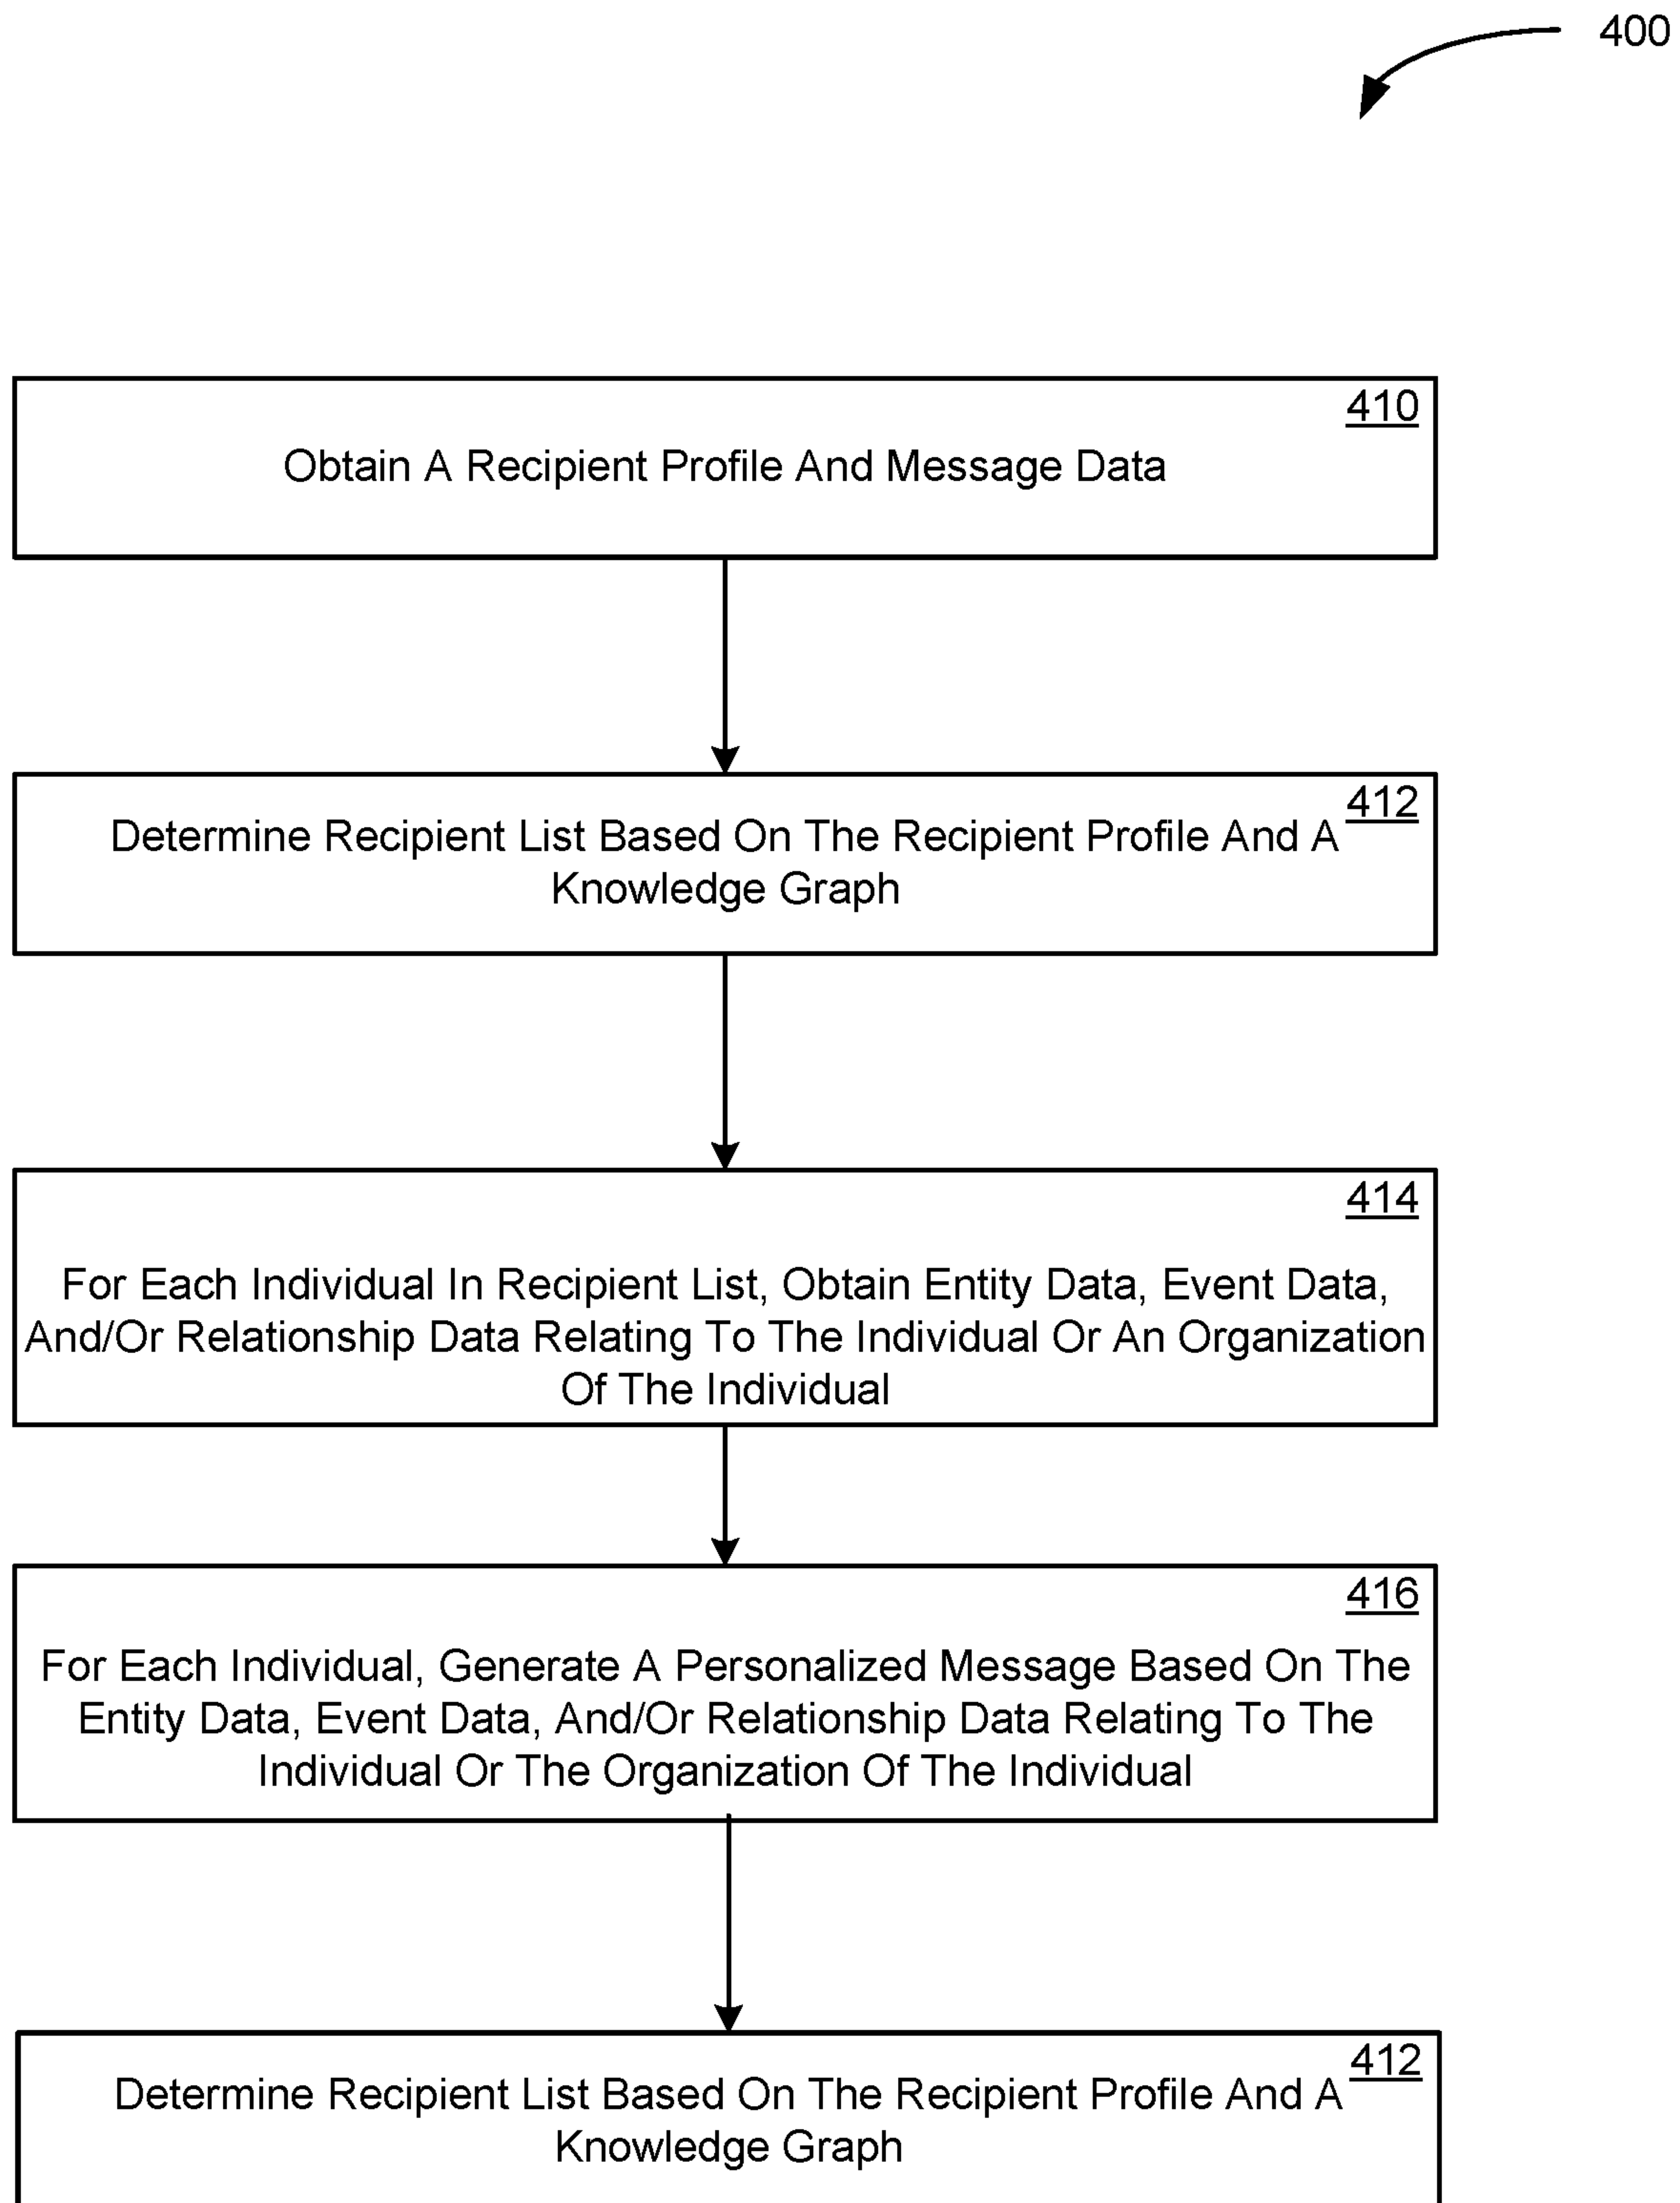 400
410
Obtain A Recipient Profile And Message Data
412
Determine Recipient List Based On The Recipient Profile And A
Knowledge Graph
414
For Each Individual In Recipient List, Obtain Entity Data, Event Data,
And/Or Relationship Data Relating To The Individual Or An Organization
Of The Individual
416
For Each Individual, Generate A Personalized Message Based On The
Entity Data, Event Data, And/Or Relationship Data Relating To The
Individual Or The Organization Of The Individual
412
Determine Recipient List Based On The Recipient Profile And A
Knowledge Graph